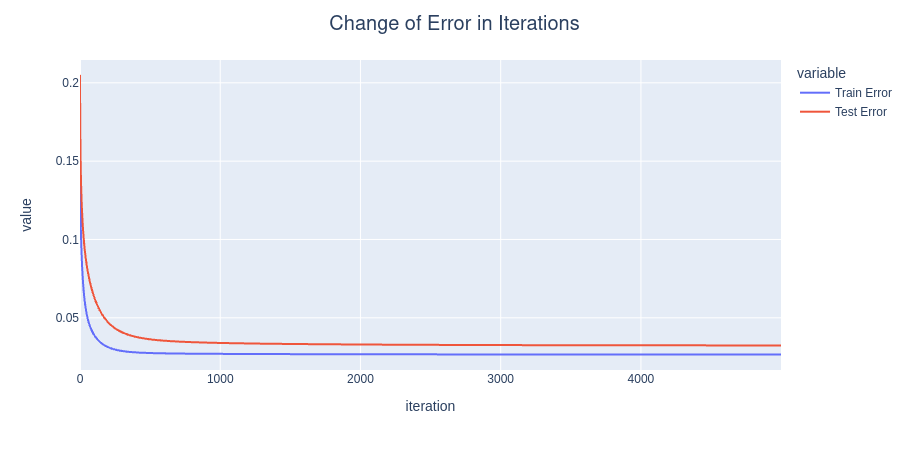 Change of Error in Iterations
variable
Train Error
Test Error
value
0.2
0.15
0.1
0.05
0
1000
2000
3000
4000
iteration